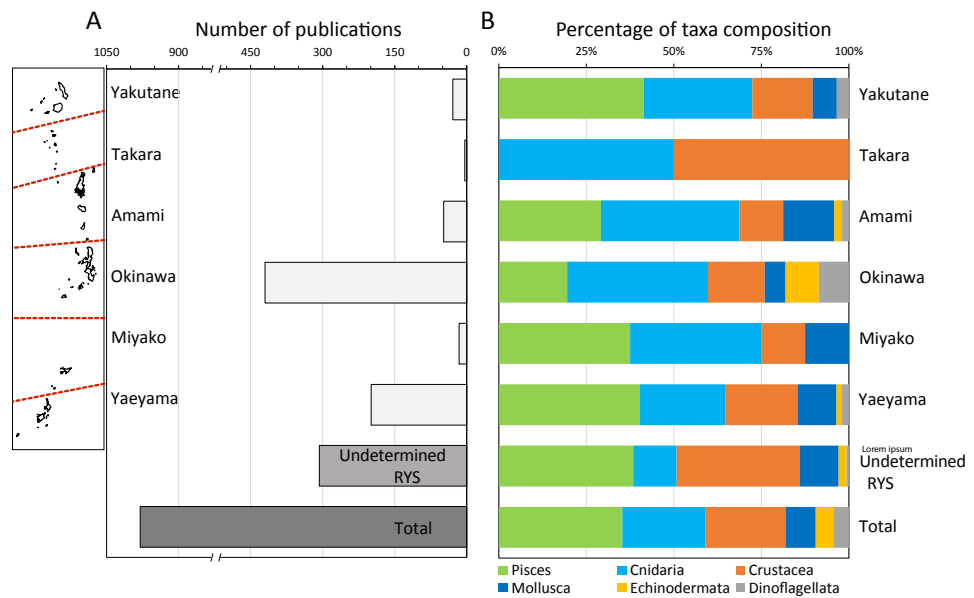 A
Number of publications
1050 900 450 300 150 0
Yakutane
Takara
Amami
Okinawa
Miyako
Yaeyama
Undetermined
RYS
Total
B
Percentage of taxa composition
0% 25% 50% 75% 100%
Yakutane
Takara
Amami
Okinawa
Miyako
Yaeyama
Lorem ipsum
Undetermined
RYS
Total
Pisces Cnidaria Crustacea
Mollusca Echinodermata Dinoflagellata